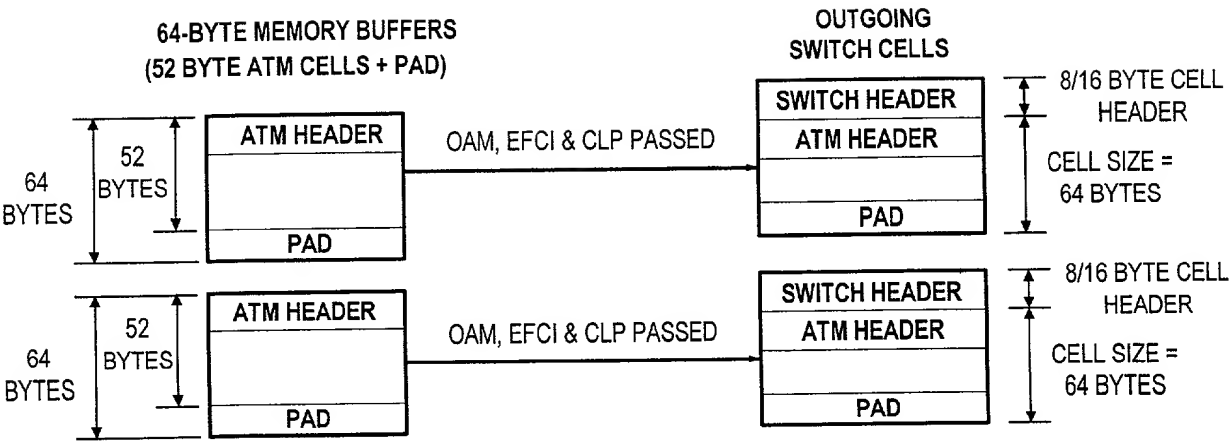 64-BYTE MEMORY BUFFERS
(52 BYTE ATM CELLS + PAD)
OUTGOING
SWITCH CELLS
64
BYTES
52
BYTES
ATM HEADER
PAD
OAM, EFCI & CLP PASSED
SWITCH HEADER
ATM HEADER
PAD
8/16 BYTE CELL
HEADER
CELL SIZE =
64 BYTES
64
BYTES
52
BYTES
ATM HEADER
PAD
OAM, EFCI & CLP PASSED
SWITCH HEADER
ATM HEADER
PAD
8/16 BYTE CELL
HEADER
CELL SIZE =
64 BYTES